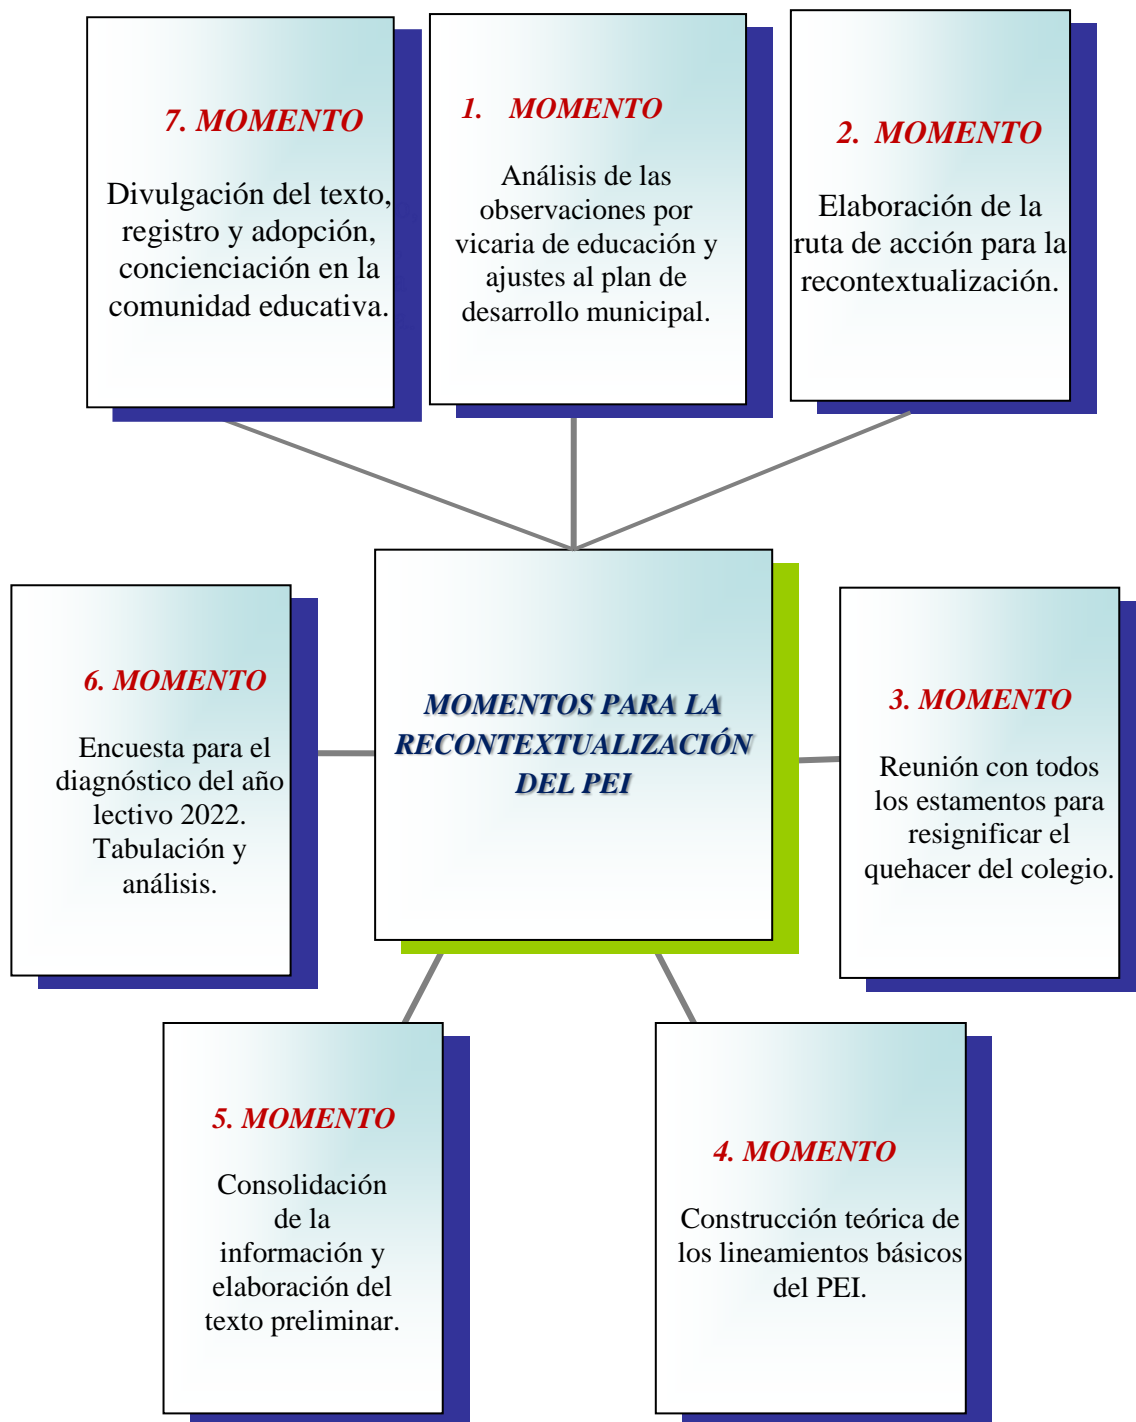 7. MOMENTO
Divulgación del texto,
registro y adopción,
concienciación en la
comunidad educativa.
1. MOMENTO
Análisis de las
observaciones por
vicaria de educación y
ajustes al plan de
desarrollo municipal.
2. MOMENTO
Elaboración de la
ruta de acción para la
recontextualización.
6. MOMENTO
Encuesta para el
diagnóstico del año
lectivo 2022.
Tabulación y
análisis.
MOMENTOS PARA LA
RECONTEXTUALIZACIÓN
DEL PEI
3. MOMENTO
Reunión con todos
los estamentos para
resignificar el
quehacer del colegio.
5. MOMENTO
Consolidación
de la
información y
elaboración del
texto preliminar.
4. MOMENTO
Construcción teórica de
los lineamientos básicos
del PEI.